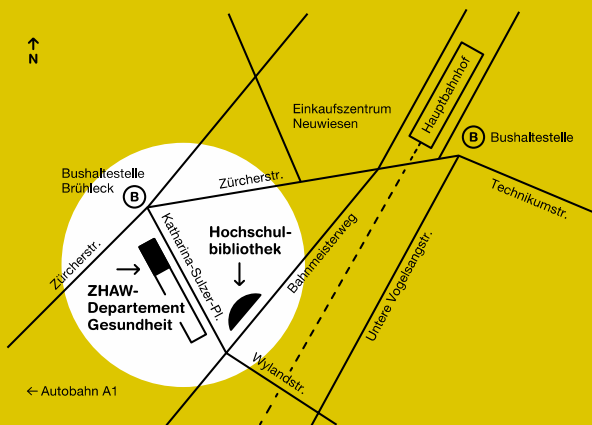 N
Einkaufszentrum
Neuwiesen
Hauptbahnhof
B Bushaltestelle
Bushaltestelle
Brühleck
B
Zürcherstr.
Technikumstr.
Zürcherstr.
Katharina-Sulzer-Pl.
Hochschul-
bibliothek
Bahnmeisterweg
Untere Vogelsangstr.
ZHAW-
Departement
Gesundheit
Wylandstr.
← Autobahn A1